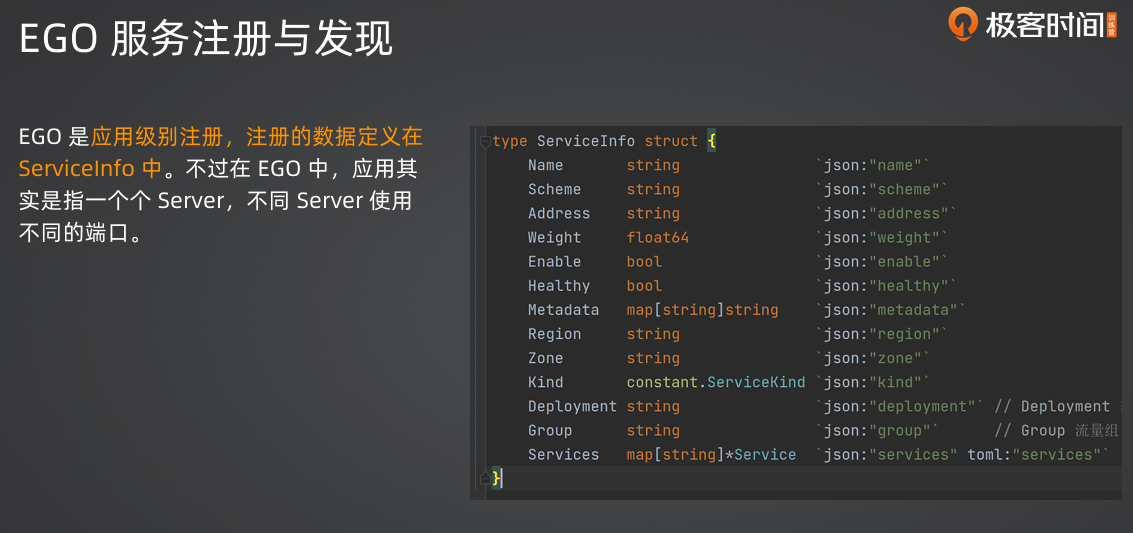 EGO 服务注册与发现
极客时间 训练营
EGO 是应用级别注册，注册的数据定义在
ServiceInfo 中。不过在 EGO 中，应用其
实是指一个个 Server，不同 Server 使用
不同的端口。
type ServiceInfo struct {
Name string `json:"name"`
Scheme string `json:"scheme"`
Address string `json:"address"`
Weight float64 `json:"weight"`
Enable bool `json:"enable"`
Healthy bool `json:"healthy"`
Metadata map[string]string `json:"metadata"`
Region string `json:"region"`
Zone string `json:"zone"`
Kind constant.ServiceKind `json:"kind"`
Deployment string `json:"deployment"` // Deployment
Group string `json:"group"` // Group 流量组
Services map[string]*Service `json:"services" toml:"services"`
}